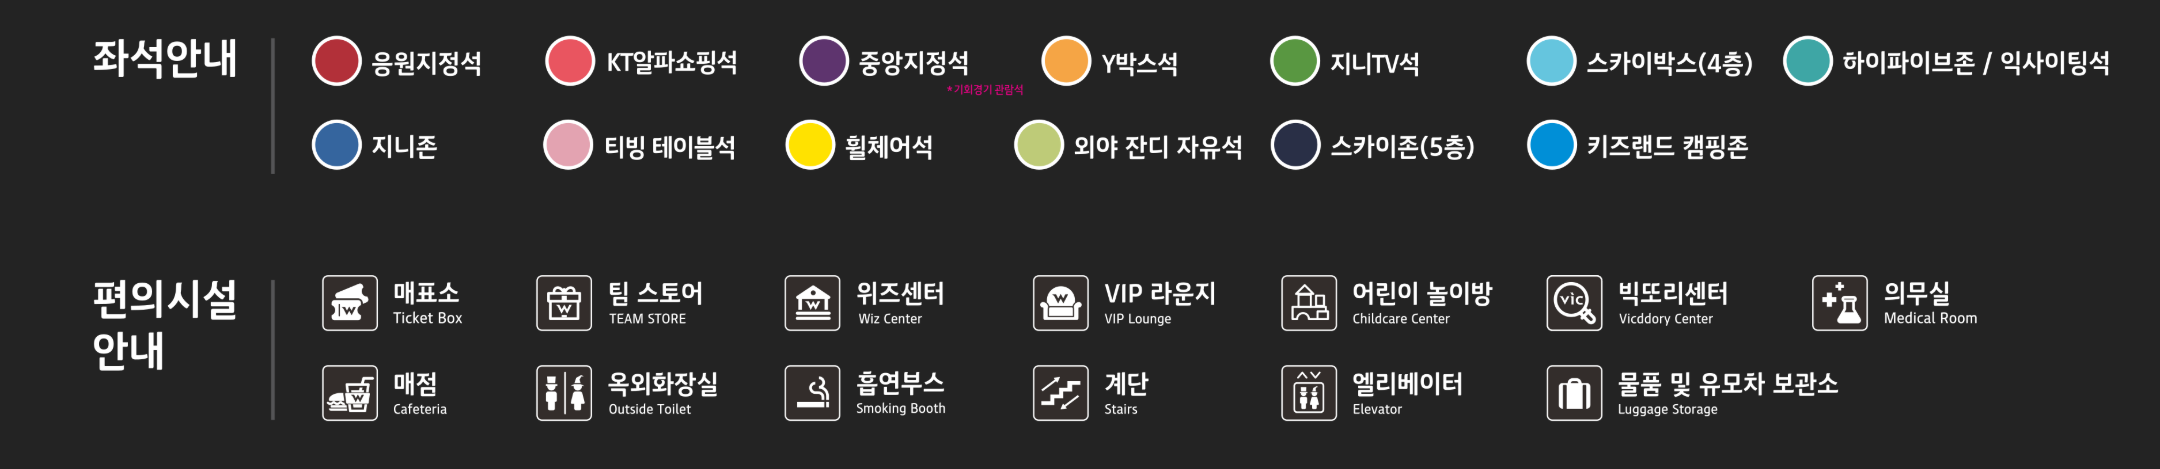 좌석안내
응원지정석
KT알파쇼핑석
중앙지정석
*기회경기 관람석
Y박스석
지니TV석
스카이박스(4층)
하이파이브존 / 익사이팅석
지니존
티빙 테이블석
휠체어석
외야 잔디 자유석
스카이존(5층)
키즈랜드 캠핑존
편의시설
안내
매표소
Ticket Box
팀 스토어
TEAM STORE
위즈센터
Wiz Center
VIP 라운지
VIP Lounge
어린이 놀이방
Childcare Center
빅또리센터
Vicddory Center
의무실
Medical Room
매점
Cafeteria
옥외화장실
Outside Toilet
흡연부스
Smoking Booth
계단
Stairs
엘리베이터
Elevator
물품 및 유모차 보관소
Luggage Storage
W
W
W
W
vic
W